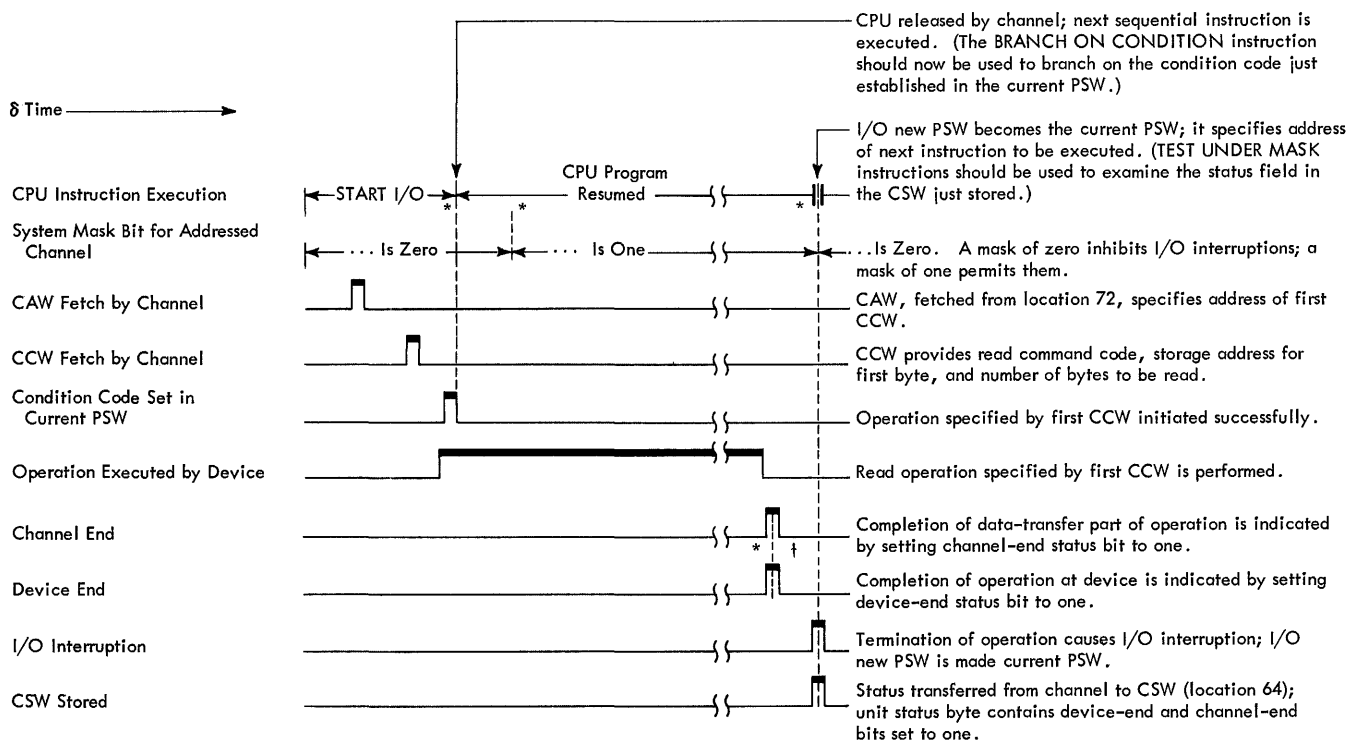 CPU released by channel; next sequential instruction is
executed. (The BRANCH ON CONDITION instruction
should now be used to branch on the condition code just
established in the current PSW.)
δ Time
I/O new PSW becomes the current PSW; it specifies address
of next instruction to be executed. (TEST UNDER MASK
instructions should be used to examine the status field in
the CSW just stored.)
CPU Instruction Execution
START I/O
*
CPU Program
Resumed
*
System Mask Bit for Addressed
Channel
... Is Zero
*
... Is One
...Is Zero. A mask of zero inhibits I/O interruptions; a
mask of one permits them.
CAW Fetch by Channel
CAW, fetched from location 72, specifies address of first
CCW.
CCW Fetch by Channel
CCW provides read command code, storage address for
first byte, and number of bytes to be read.
Condition Code Set in
Current PSW
Operation specified by first CCW initiated successfully.
Operation Executed by Device
Read operation specified by first CCW is performed.
Channel End
* †
Completion of data-transfer part of operation is indicated
by setting channel-end status bit to one.
Device End
Completion of operation at device is indicated by setting
device-end status bit to one.
I/O Interruption
Termination of operation causes I/O interruption; I/O
new PSW is made current PSW.
CSW Stored
Status transferred from channel to CSW (location 64);
unit status byte contains device-end and channel-end
bits set to one.